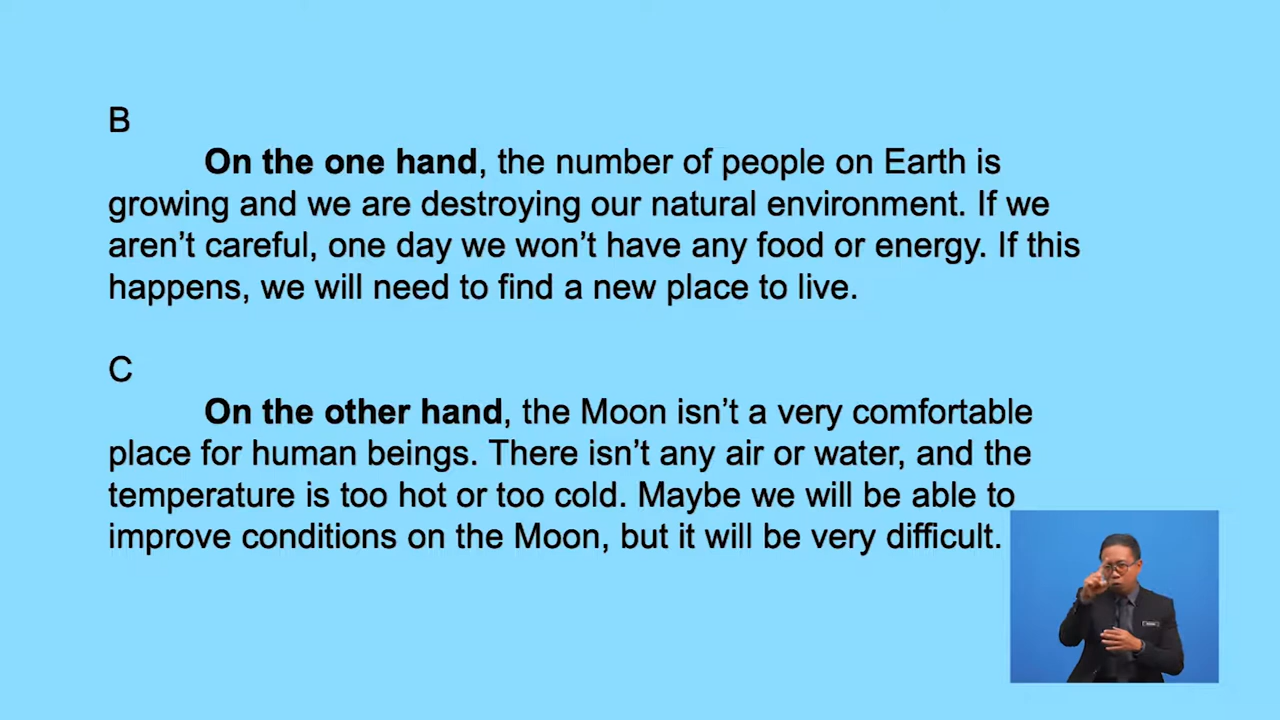 B
On the one hand, the number of people on Earth is
growing and we are destroying our natural environment. If we
aren’t careful, one day we won’t have any food or energy. If this
happens, we will need to find a new place to live.
C
On the other hand, the Moon isn’t a very comfortable
place for human beings. There isn’t any air or water, and the
temperature is too hot or too cold. Maybe we will be able to
improve conditions on the Moon, but it will be very difficult.